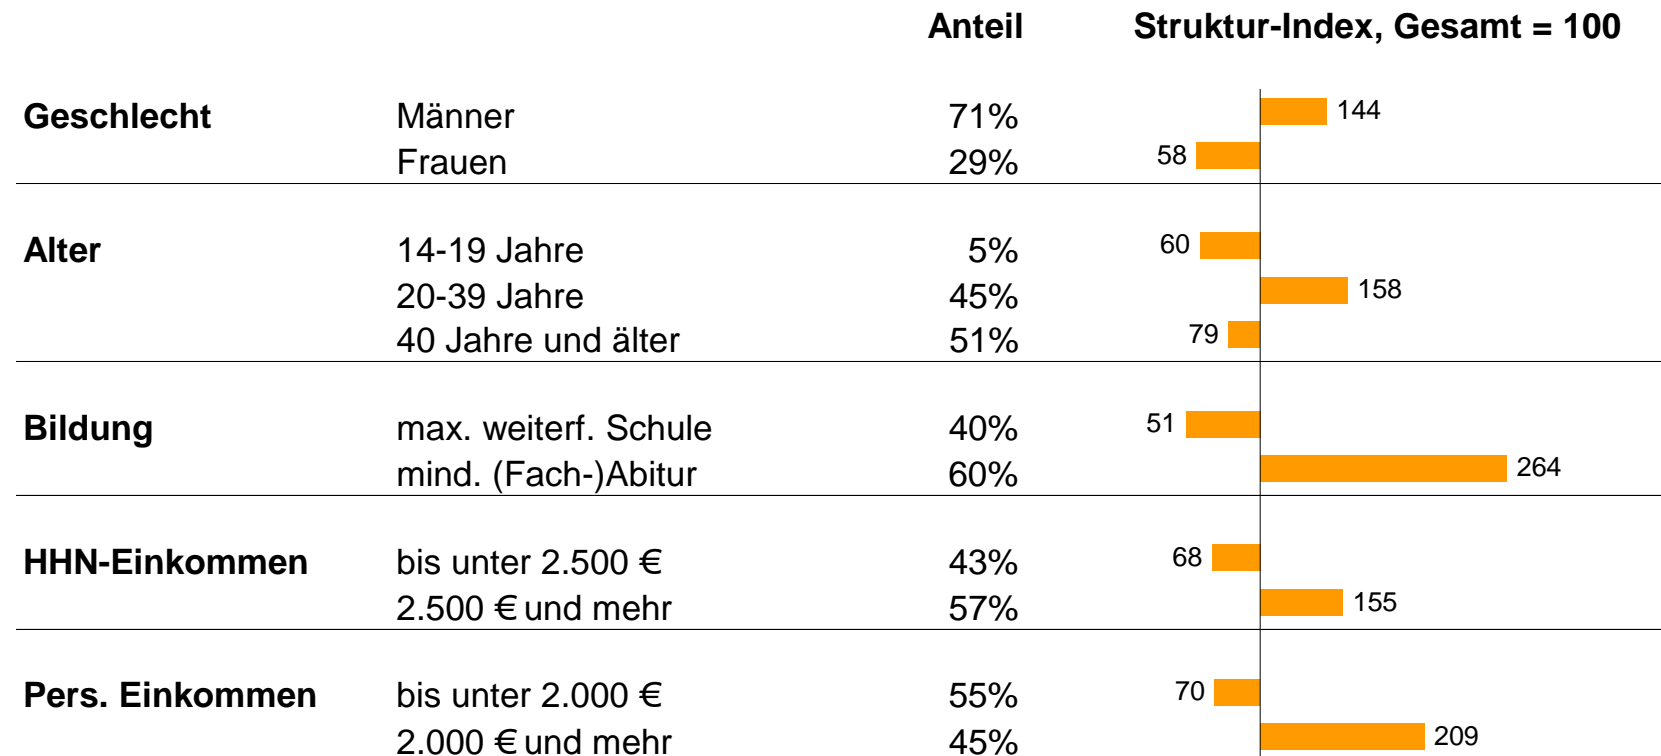 Anteil Struktur-Index, Gesamt = 100
Geschlecht Männer 71% 144
Frauen 29% 58
Alter 14-19 Jahre 5% 60
20-39 Jahre 45% 158
40 Jahre und älter 51% 79
Bildung max. weiterf. Schule 40% 51
mind. (Fach-)Abitur 60% 264
HHN-Einkommen bis unter 2.500 € 43% 68
2.500 € und mehr 57% 155
Pers. Einkommen bis unter 2.000 € 55% 70
2.000 € und mehr 45% 209